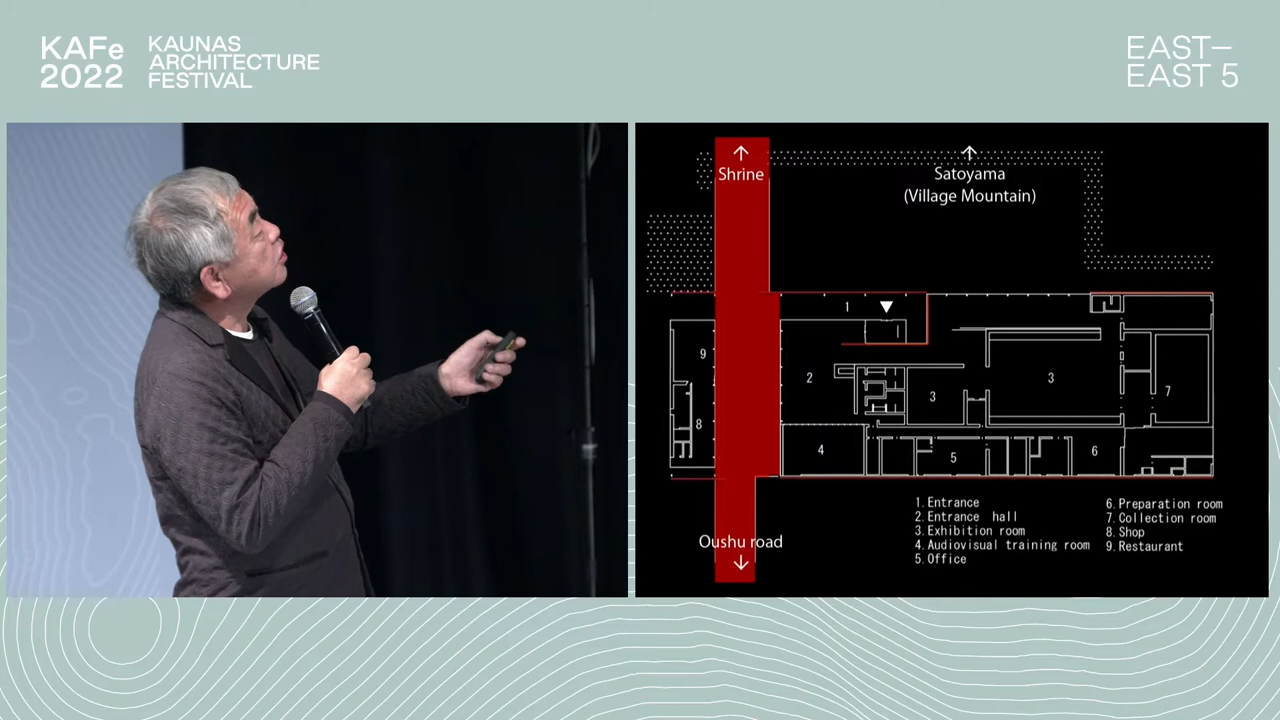 KAFe
2022
KAUNAS
ARCHITECTURE
FESTIVAL
EAST—
EAST 5
Shrine
Satoyama
(Village Mountain)
1
9
2
3
3
7
8
4
5
6
Oushu road
1. Entrance
2. Entrance hall
3. Exhibition room
4. Audiovisual training room
5. Office
6. Preparation room
7. Collection room
8. Shop
9. Restaurant